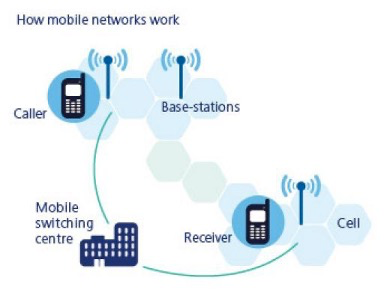 How mobile networks work
Caller
Base-stations
Mobile
switching
centre
Receiver
Cell